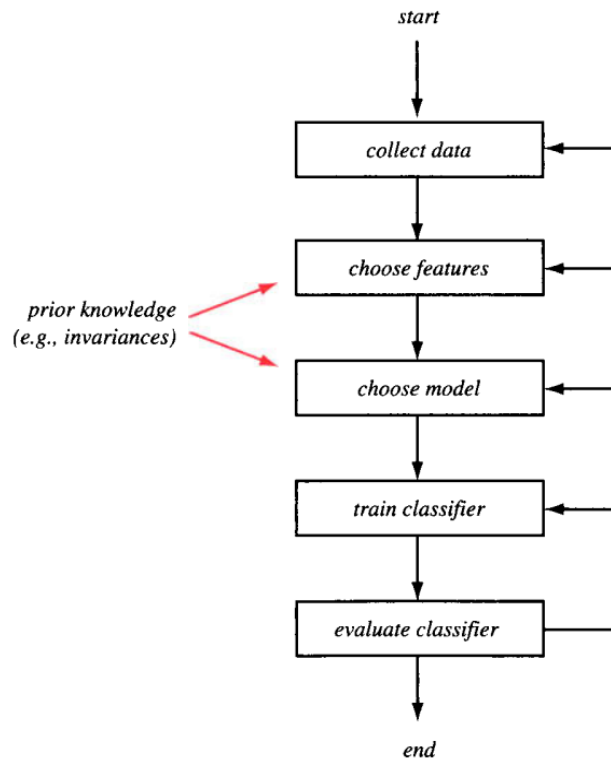 start
collect data
choose features
prior knowledge
(e.g., invariances)
choose model
train classifier
evaluate classifier
end